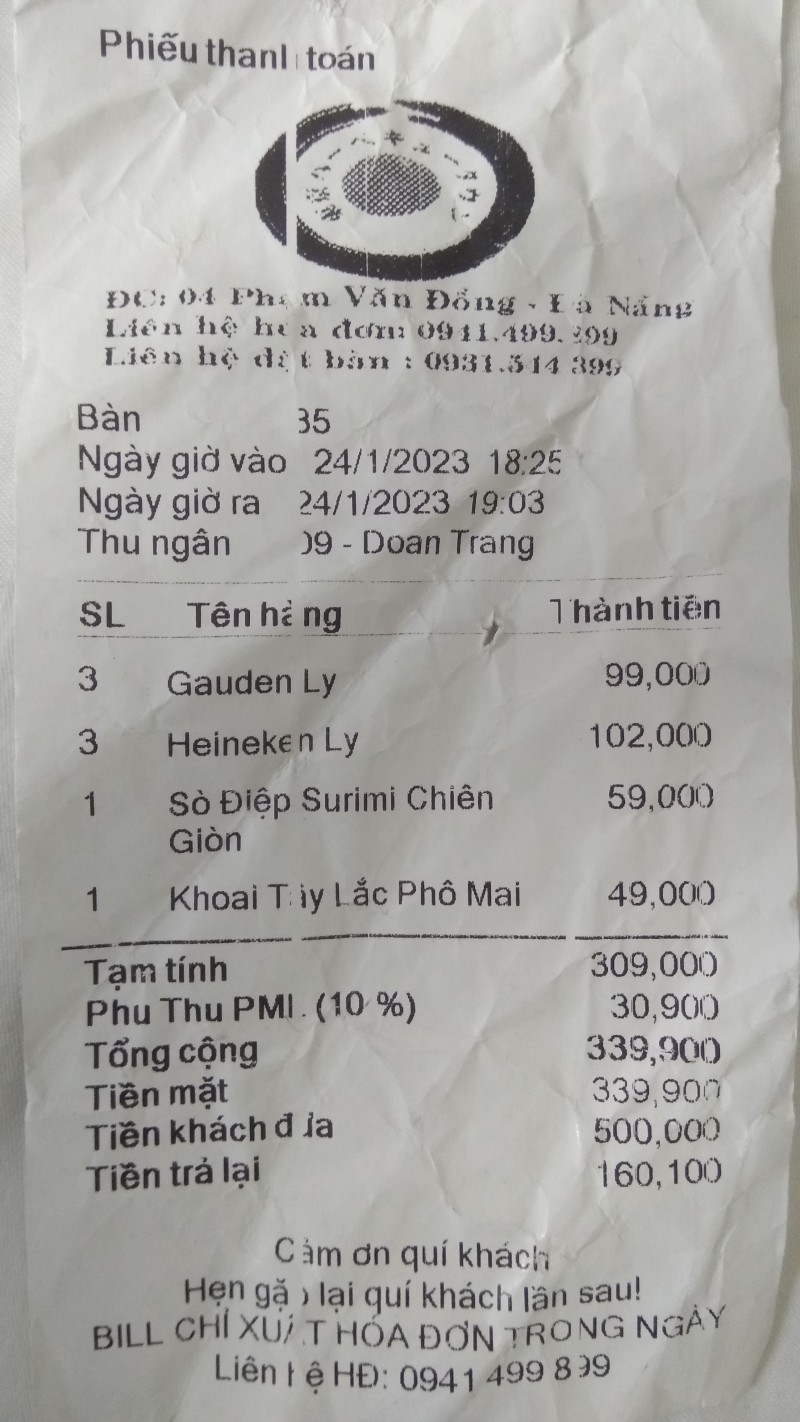 Phiếu thanh toán
ĐC: 04 Phạm Văn Đồng - Đà Nẵng
Liên hệ hóa đơn: 0941.499.899
Liên hệ đặt bàn : 0931.514 399
Bàn 35
Ngày giờ vào 24/1/2023 18:25
Ngày giờ ra 24/1/2023 19:03
Thu ngân 09 - Doan Trang
SL Tên hàng Thành tiền
3 Gauden Ly 99,000
3 Heineken Ly 102,000
1 Sò Điệp Surimi Chiên 59,000
Giòn
1 Khoai Tây Lắc Phô Mai 49,000
Tạm tính 309,000
Phu Thu PML (10 %) 30,900
Tổng cộng 339,900
Tiền mặt 339,900
Tiền khách đưa 500,000
Tiền trả lại 160,100
Cảm ơn quí khách
Hẹn gặp lại quí khách lần sau!
BILL CHỈ XUẤT HÓA ĐƠN TRONG NGÀY
Liên hệ HĐ: 0941 499 899